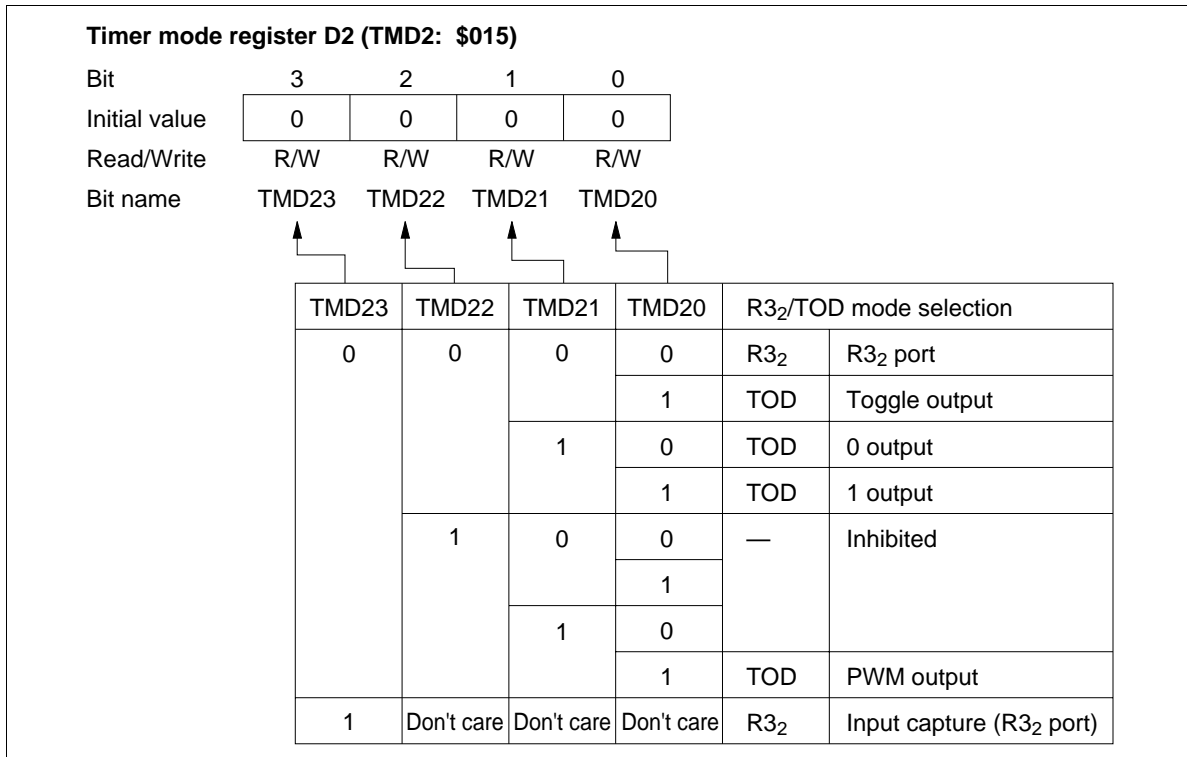 Timer mode register D2 (TMD2: $015)
Bit 3 2 1 0
Initial value 0 0 0 0
Read/Write R/W R/W R/W R/W
Bit name TMD23 TMD22 TMD21 TMD20
TMD23 TMD22 TMD21 TMD20 R3₂/TOD mode selection
0 0 0 0 R3₂ R3₂ port
1 TOD Toggle output
1 0 TOD 0 output
1 TOD 1 output
1 0 0 — Inhibited
1
1 0
1 TOD PWM output
1 Don't care Don't care Don't care R3₂ Input capture (R3₂ port)